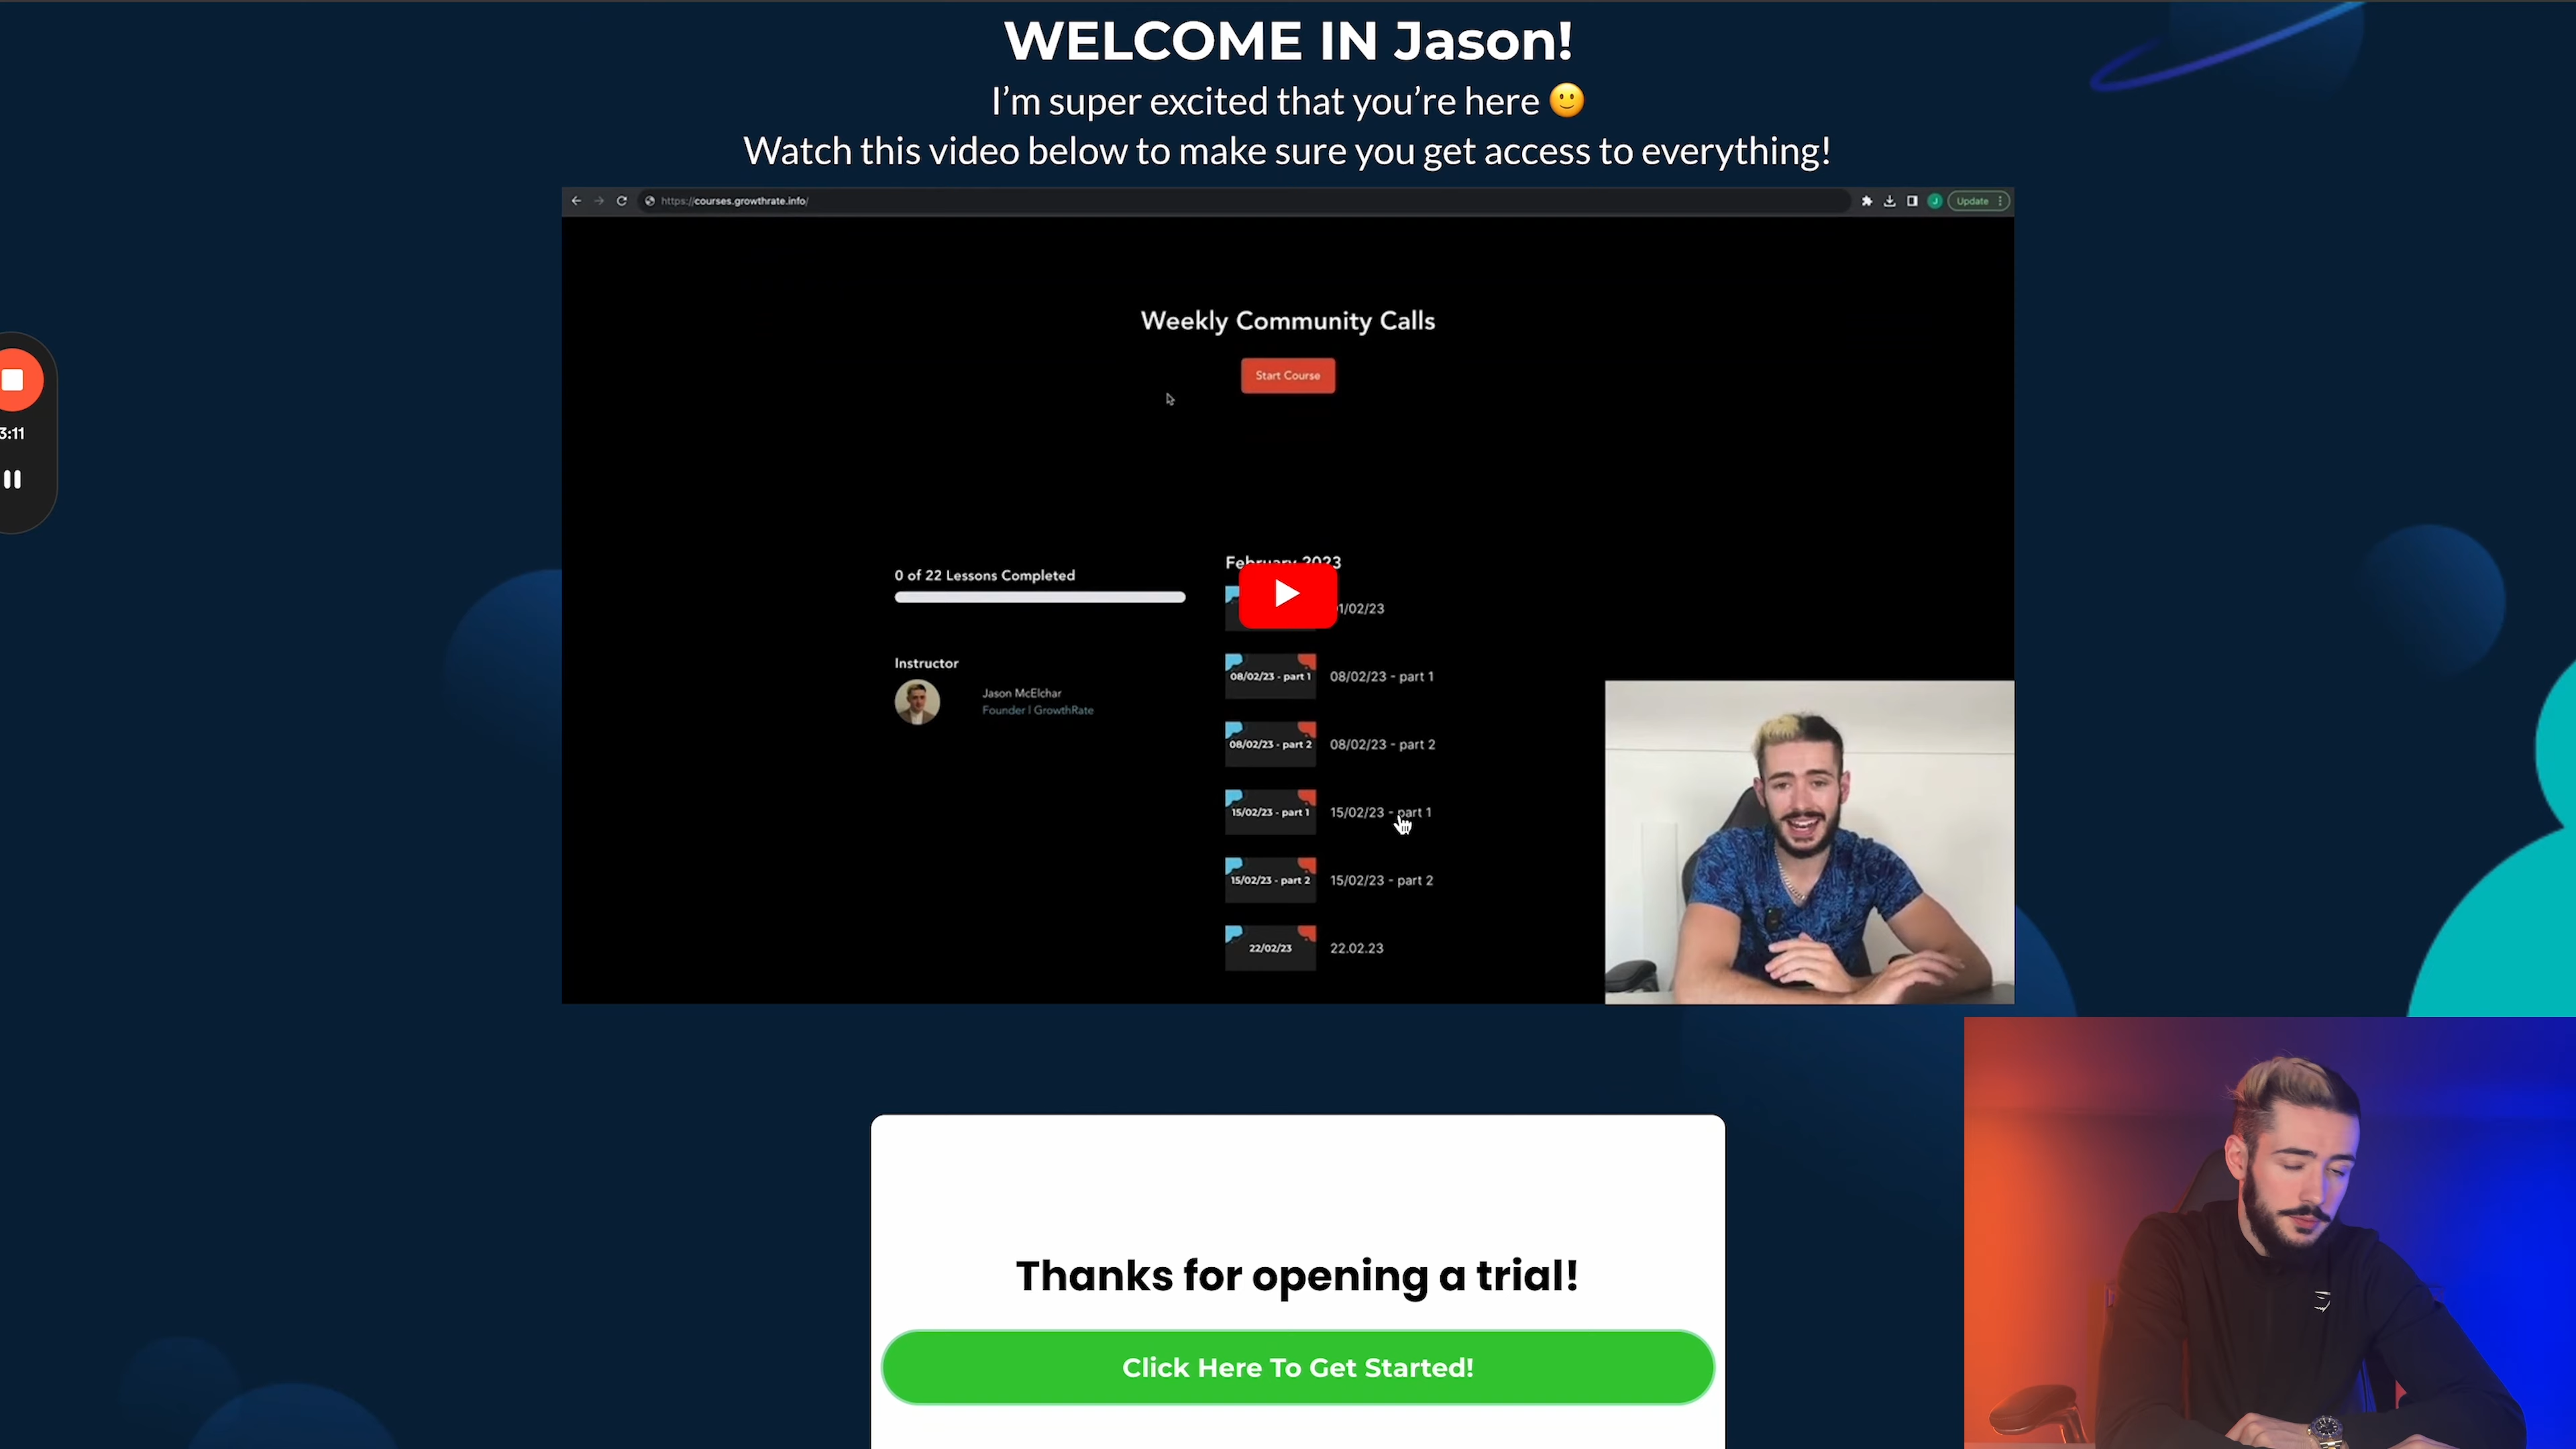 WELCOME IN Jason!
I'm super excited that you're here 🙂
Watch this video below to make sure you get access to everything!
https://courses.growthrate.info/
J
Update
Weekly Community Calls
Start Course
3:11
0 of 22 Lessons Completed
Instructor
Jason McElchar
Founder | GrowthRate
February 2023
1/02/23
08/02/23 - part 1
08/02/23 - part 1
08/02/23 - part 2
08/02/23 - part 2
15/02/23 - part 1
15/02/23 - part 1
15/02/23 - part 2
15/02/23 - part 2
22/02/23
22.02.23
Thanks for opening a trial!
Click Here To Get Started!